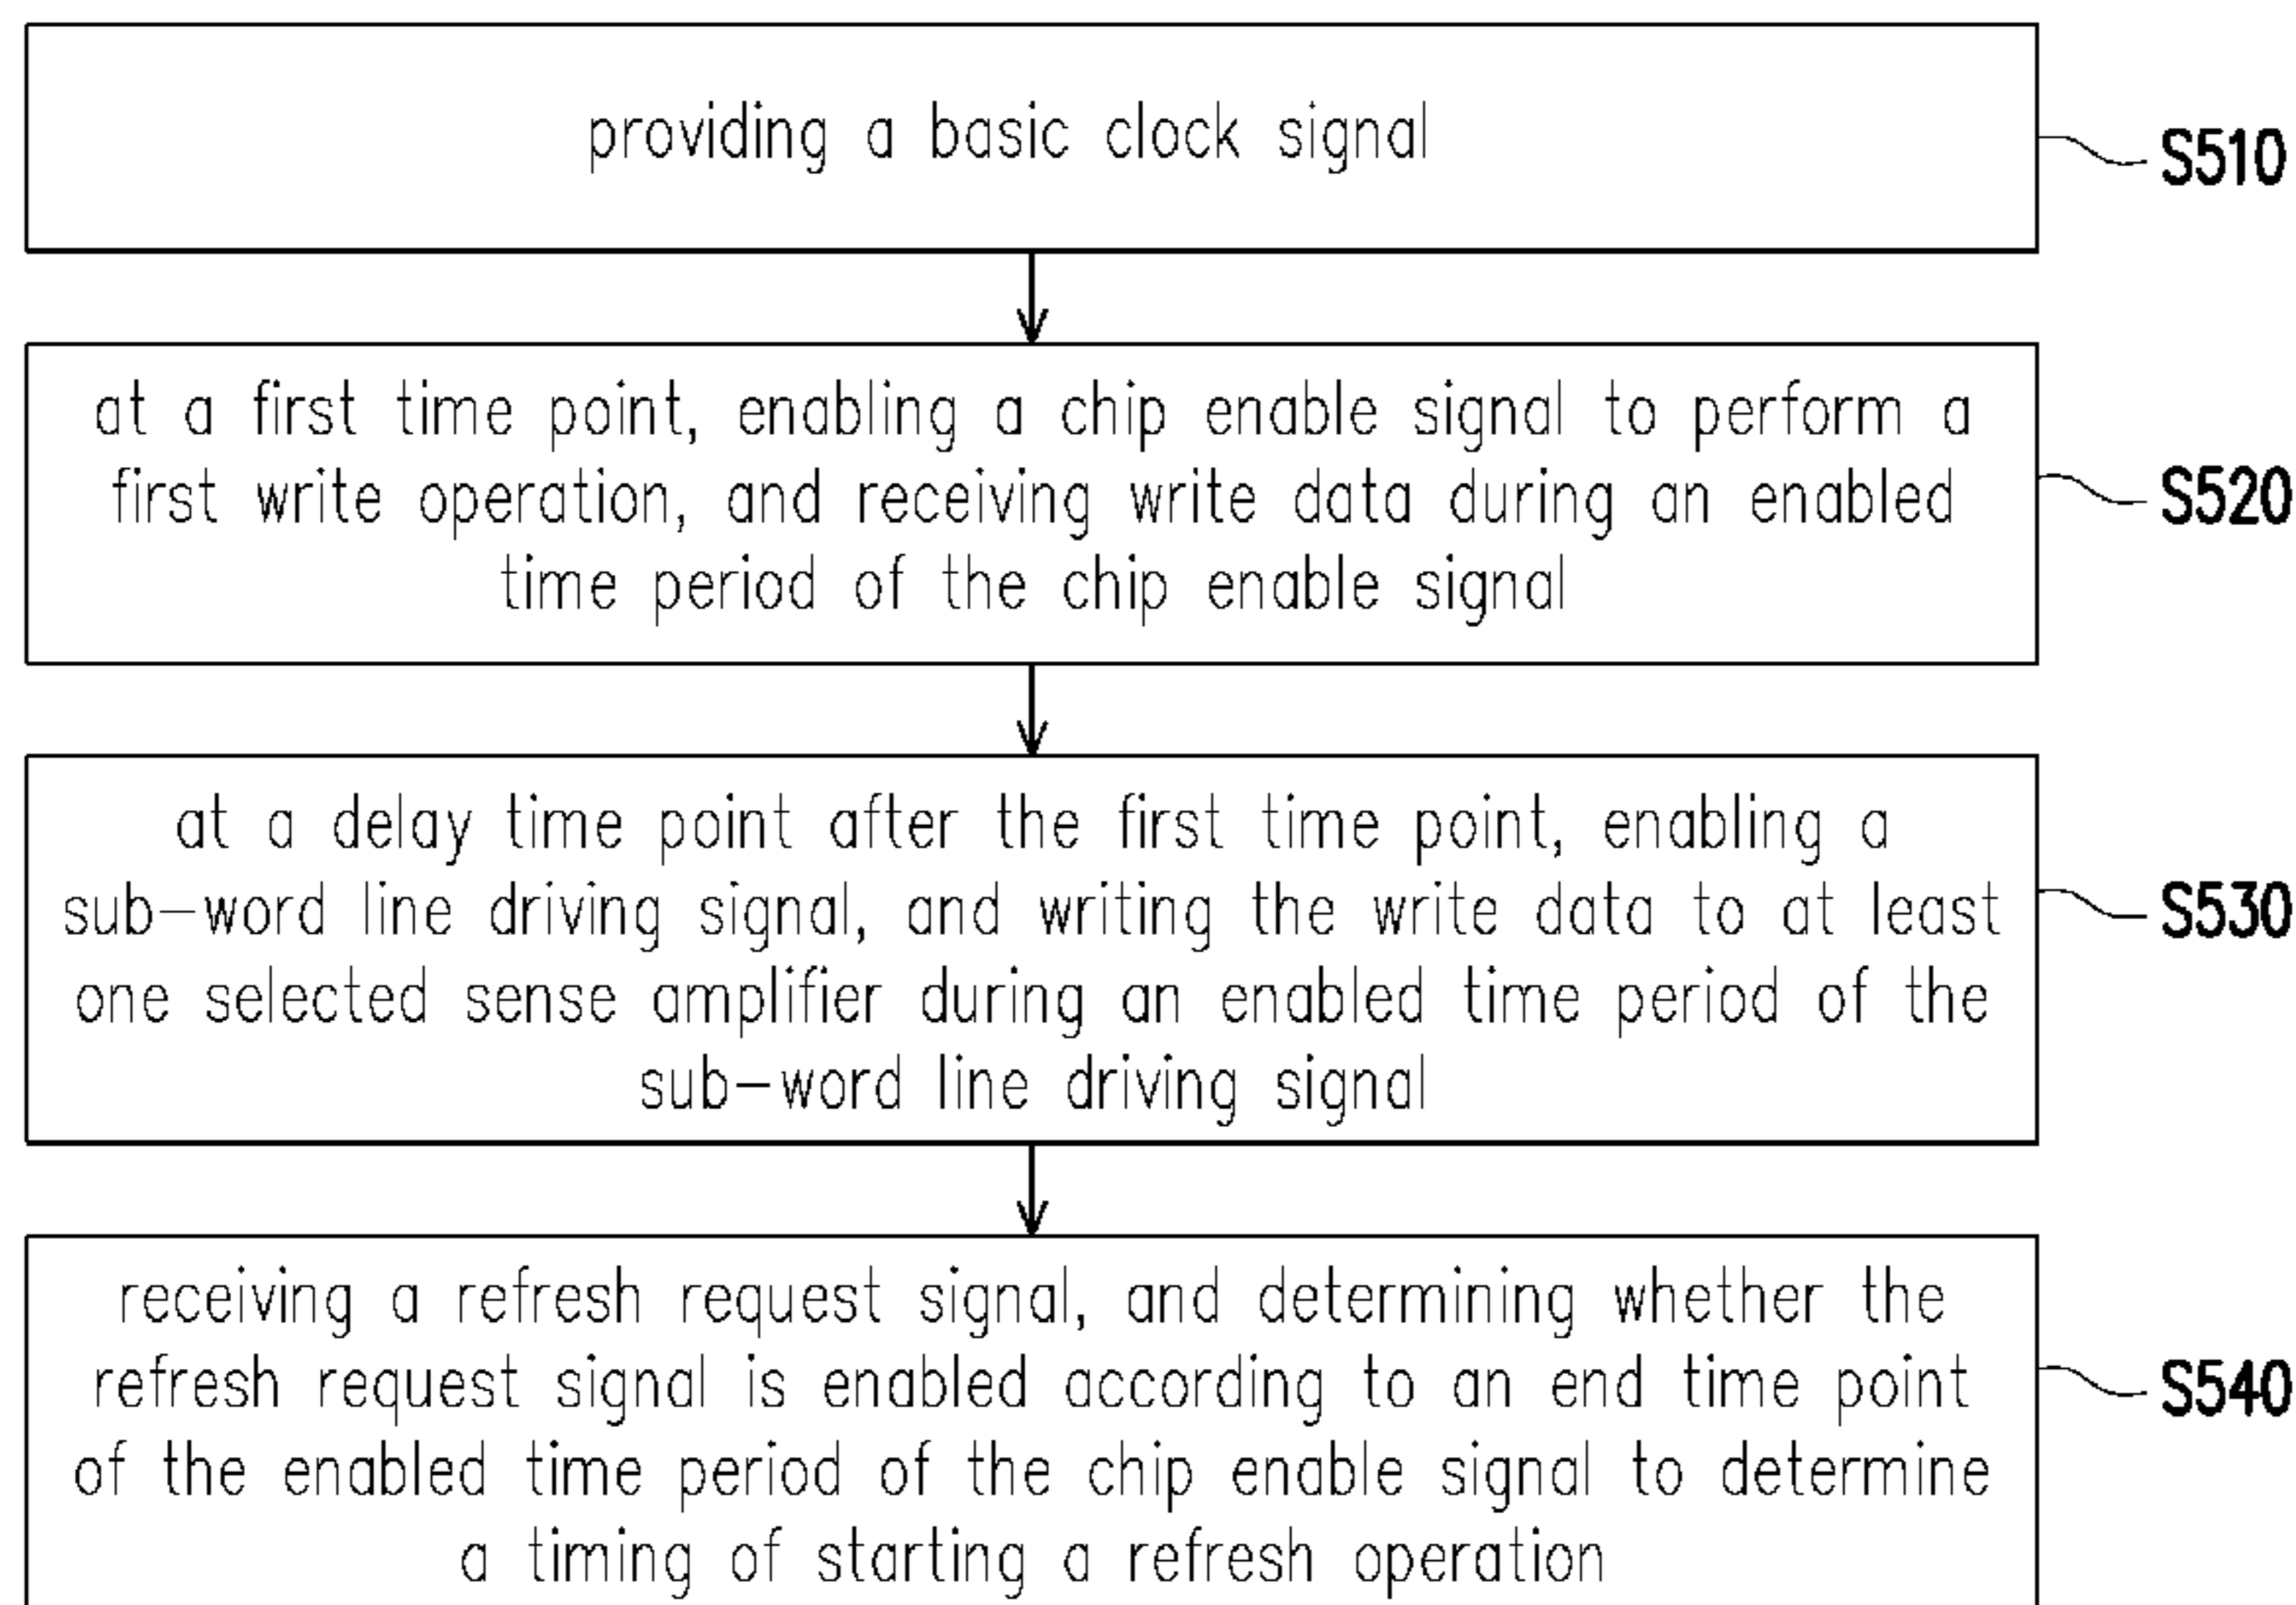 providing a basic clock signal
S510
at a first time point, enabling a chip enable signal to perform a
first write operation, and receiving write data during an enabled
time period of the chip enable signal
S520
at a delay time point after the first time point, enabling a
sub-word line driving signal, and writing the write data to at least
one selected sense amplifier during an enabled time period of the
sub-word line driving signal
S530
receiving a refresh request signal, and determining whether the
refresh request signal is enabled according to an end time point
of the enabled time period of the chip enable signal to determine
a timing of starting a refresh operation
S540